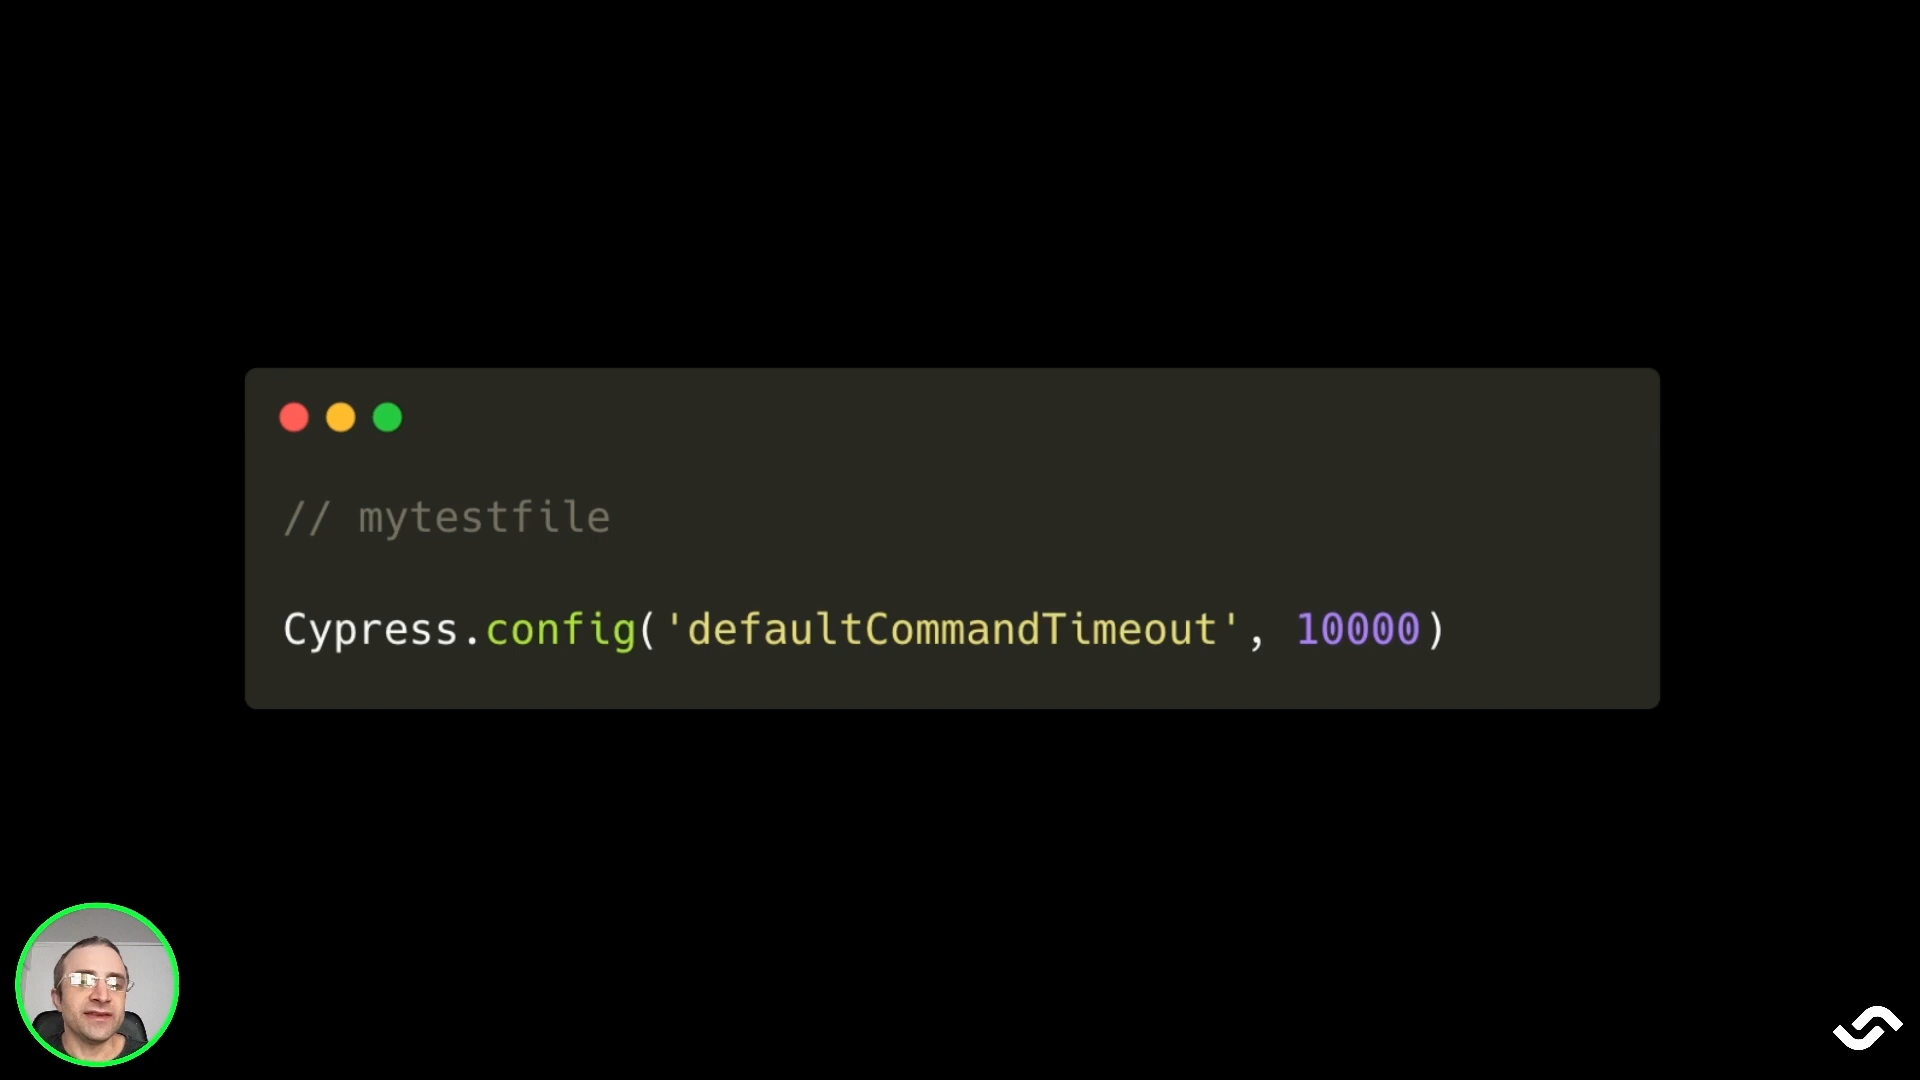 // mytestfile
Cypress.config('defaultCommandTimeout', 10000)